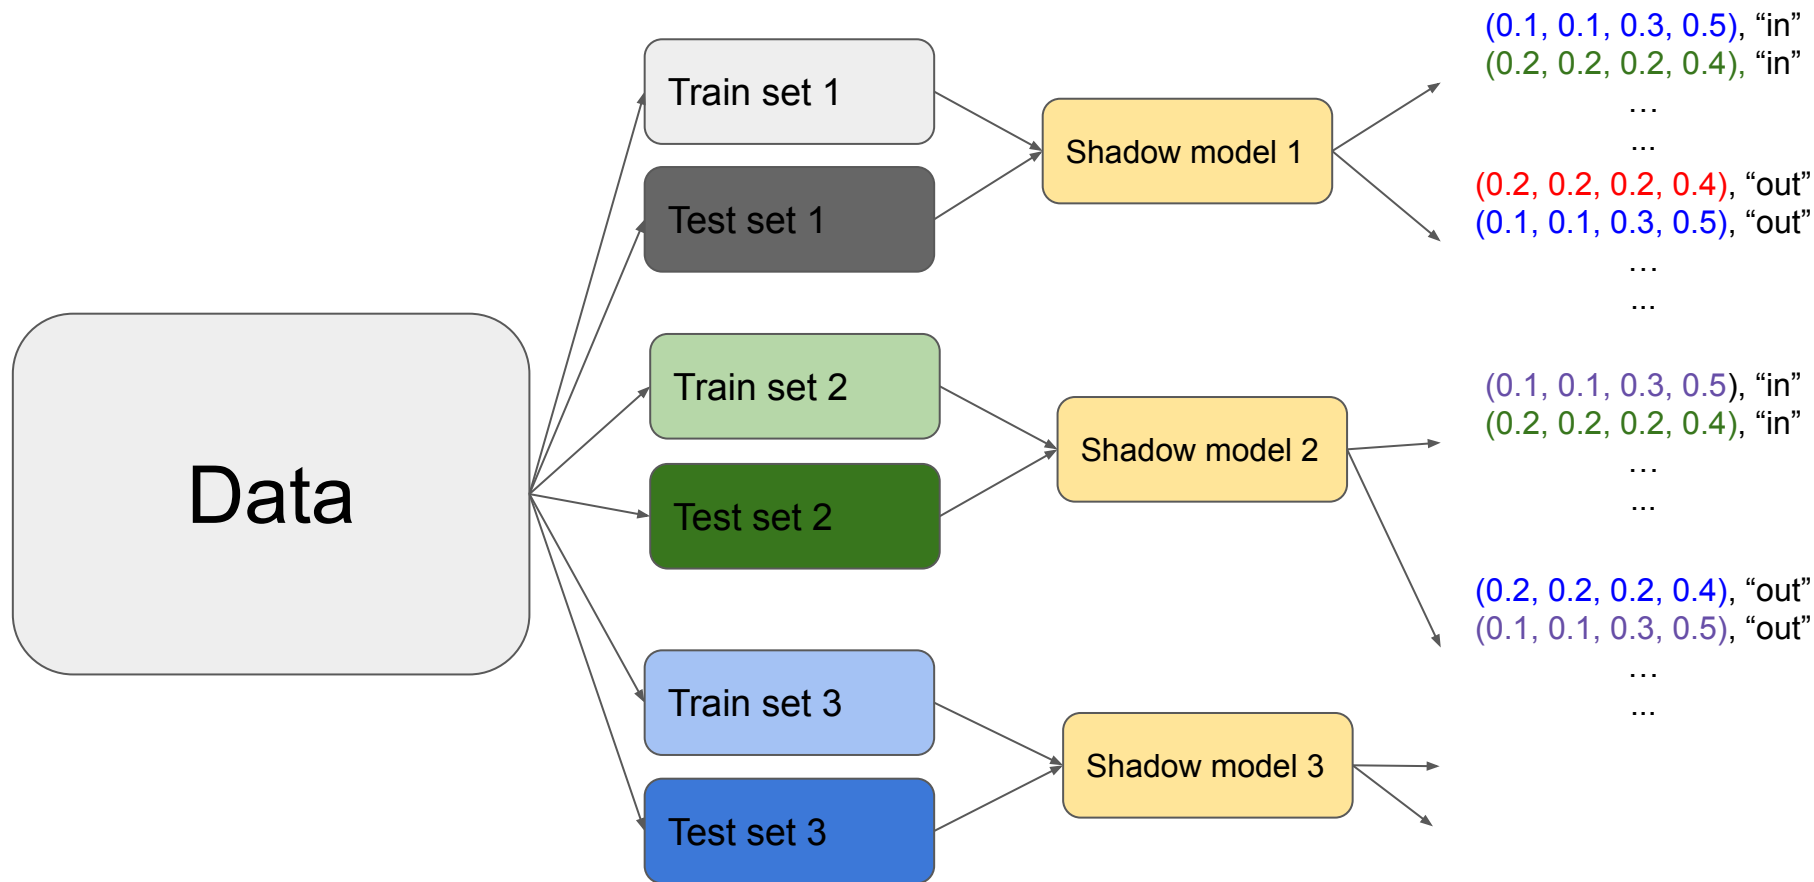 Data
Train set 1
Test set 1
Train set 2
Test set 2
Train set 3
Test set 3
Shadow model 1
Shadow model 2
Shadow model 3
(0.1, 0.1, 0.3, 0.5), “in”
(0.2, 0.2, 0.2, 0.4), “in”
…
...
(0.2, 0.2, 0.2, 0.4), “out”
(0.1, 0.1, 0.3, 0.5), “out”
…
...
(0.1, 0.1, 0.3, 0.5), “in”
(0.2, 0.2, 0.2, 0.4), “in”
…
...
(0.2, 0.2, 0.2, 0.4), “out”
(0.1, 0.1, 0.3, 0.5), “out”
…
...